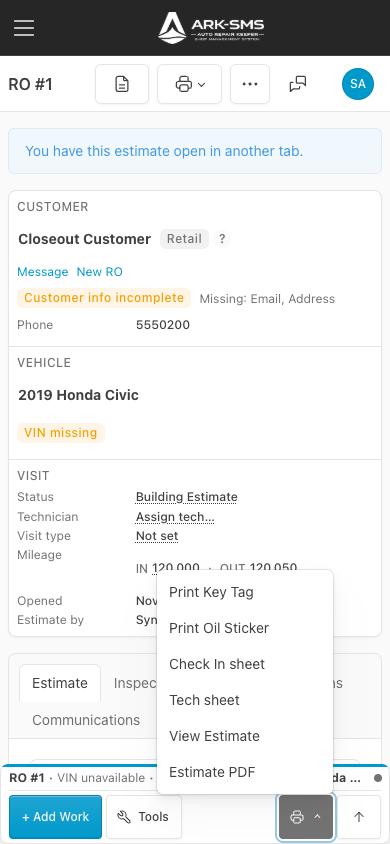 ARK-SMS
AUTO REPAIR KEEPER
RO #1
SA
You have this estimate open in another tab.
CUSTOMER
Closeout Customer Retail ?
Message New RO
Customer info incomplete Missing: Email, Address
Phone 5550200
VEHICLE
2019 Honda Civic
VIN missing
VISIT
Status Building Estimate
Technician Assign tech...
Visit type Not set
Mileage
IN 120,000 · OUT 120,050
Opened Nov
Estimate by Syn
Print Key Tag
Print Oil Sticker
Check In sheet
Tech sheet
View Estimate
Estimate PDF
Estimate Inspec ns
Communications
RO #1 · VIN unavailable · da ...
+ Add Work Tools